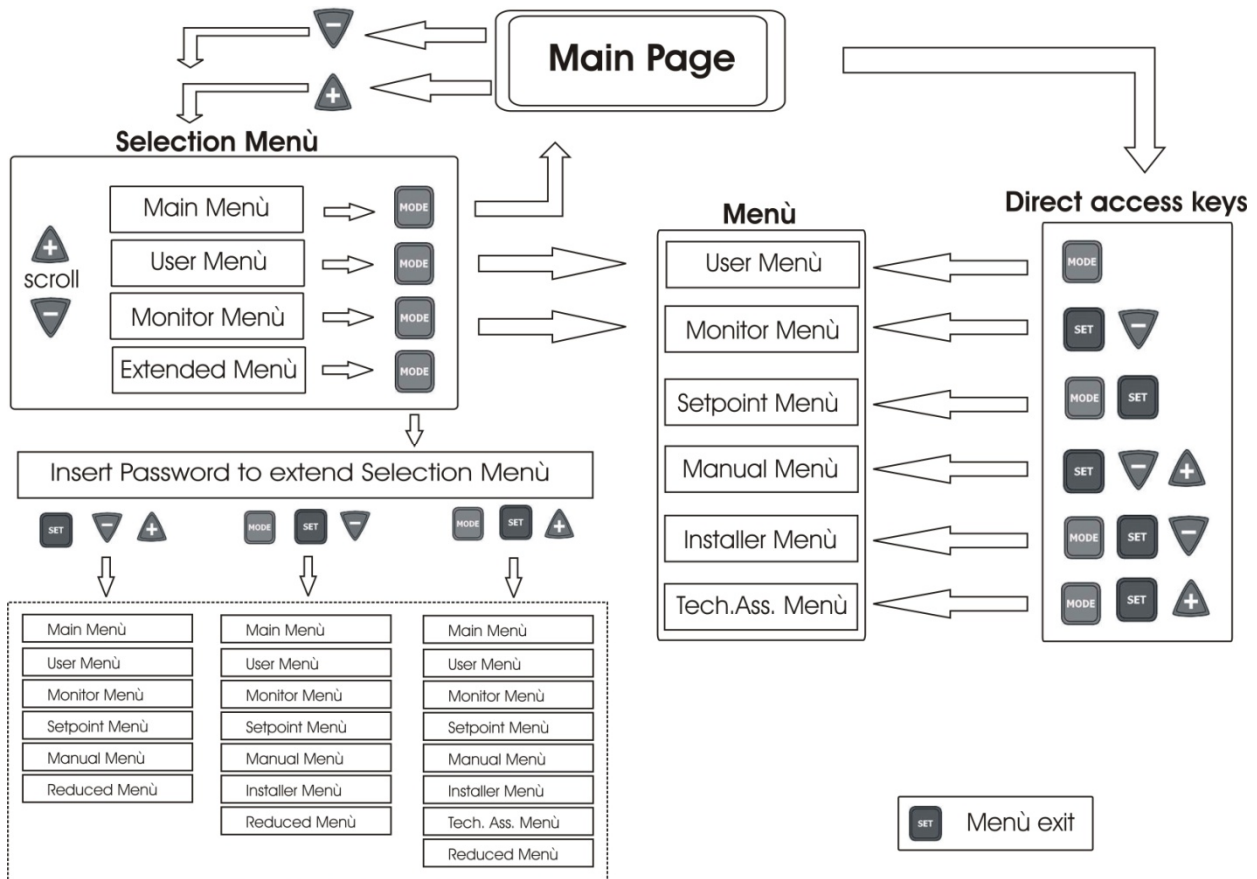 −
Main Page
+
Selection Menù
Main Menù MODE
+
User Menù MODE
scroll
−
Monitor Menù MODE
Extended Menù MODE
Insert Password to extend Selection Menù
SET − +
MODE SET −
MODE SET +
Main Menù
User Menù
Monitor Menù
Setpoint Menù
Manual Menù
Reduced Menù
Main Menù
User Menù
Monitor Menù
Setpoint Menù
Manual Menù
Installer Menù
Reduced Menù
Main Menù
User Menù
Monitor Menù
Setpoint Menù
Manual Menù
Installer Menù
Tech. Ass. Menù
Reduced Menù
Menù
User Menù
Monitor Menù
Setpoint Menù
Manual Menù
Installer Menù
Tech.Ass. Menù
Direct access keys
MODE
SET −
MODE SET
SET − +
MODE SET −
MODE SET +
SET Menù exit